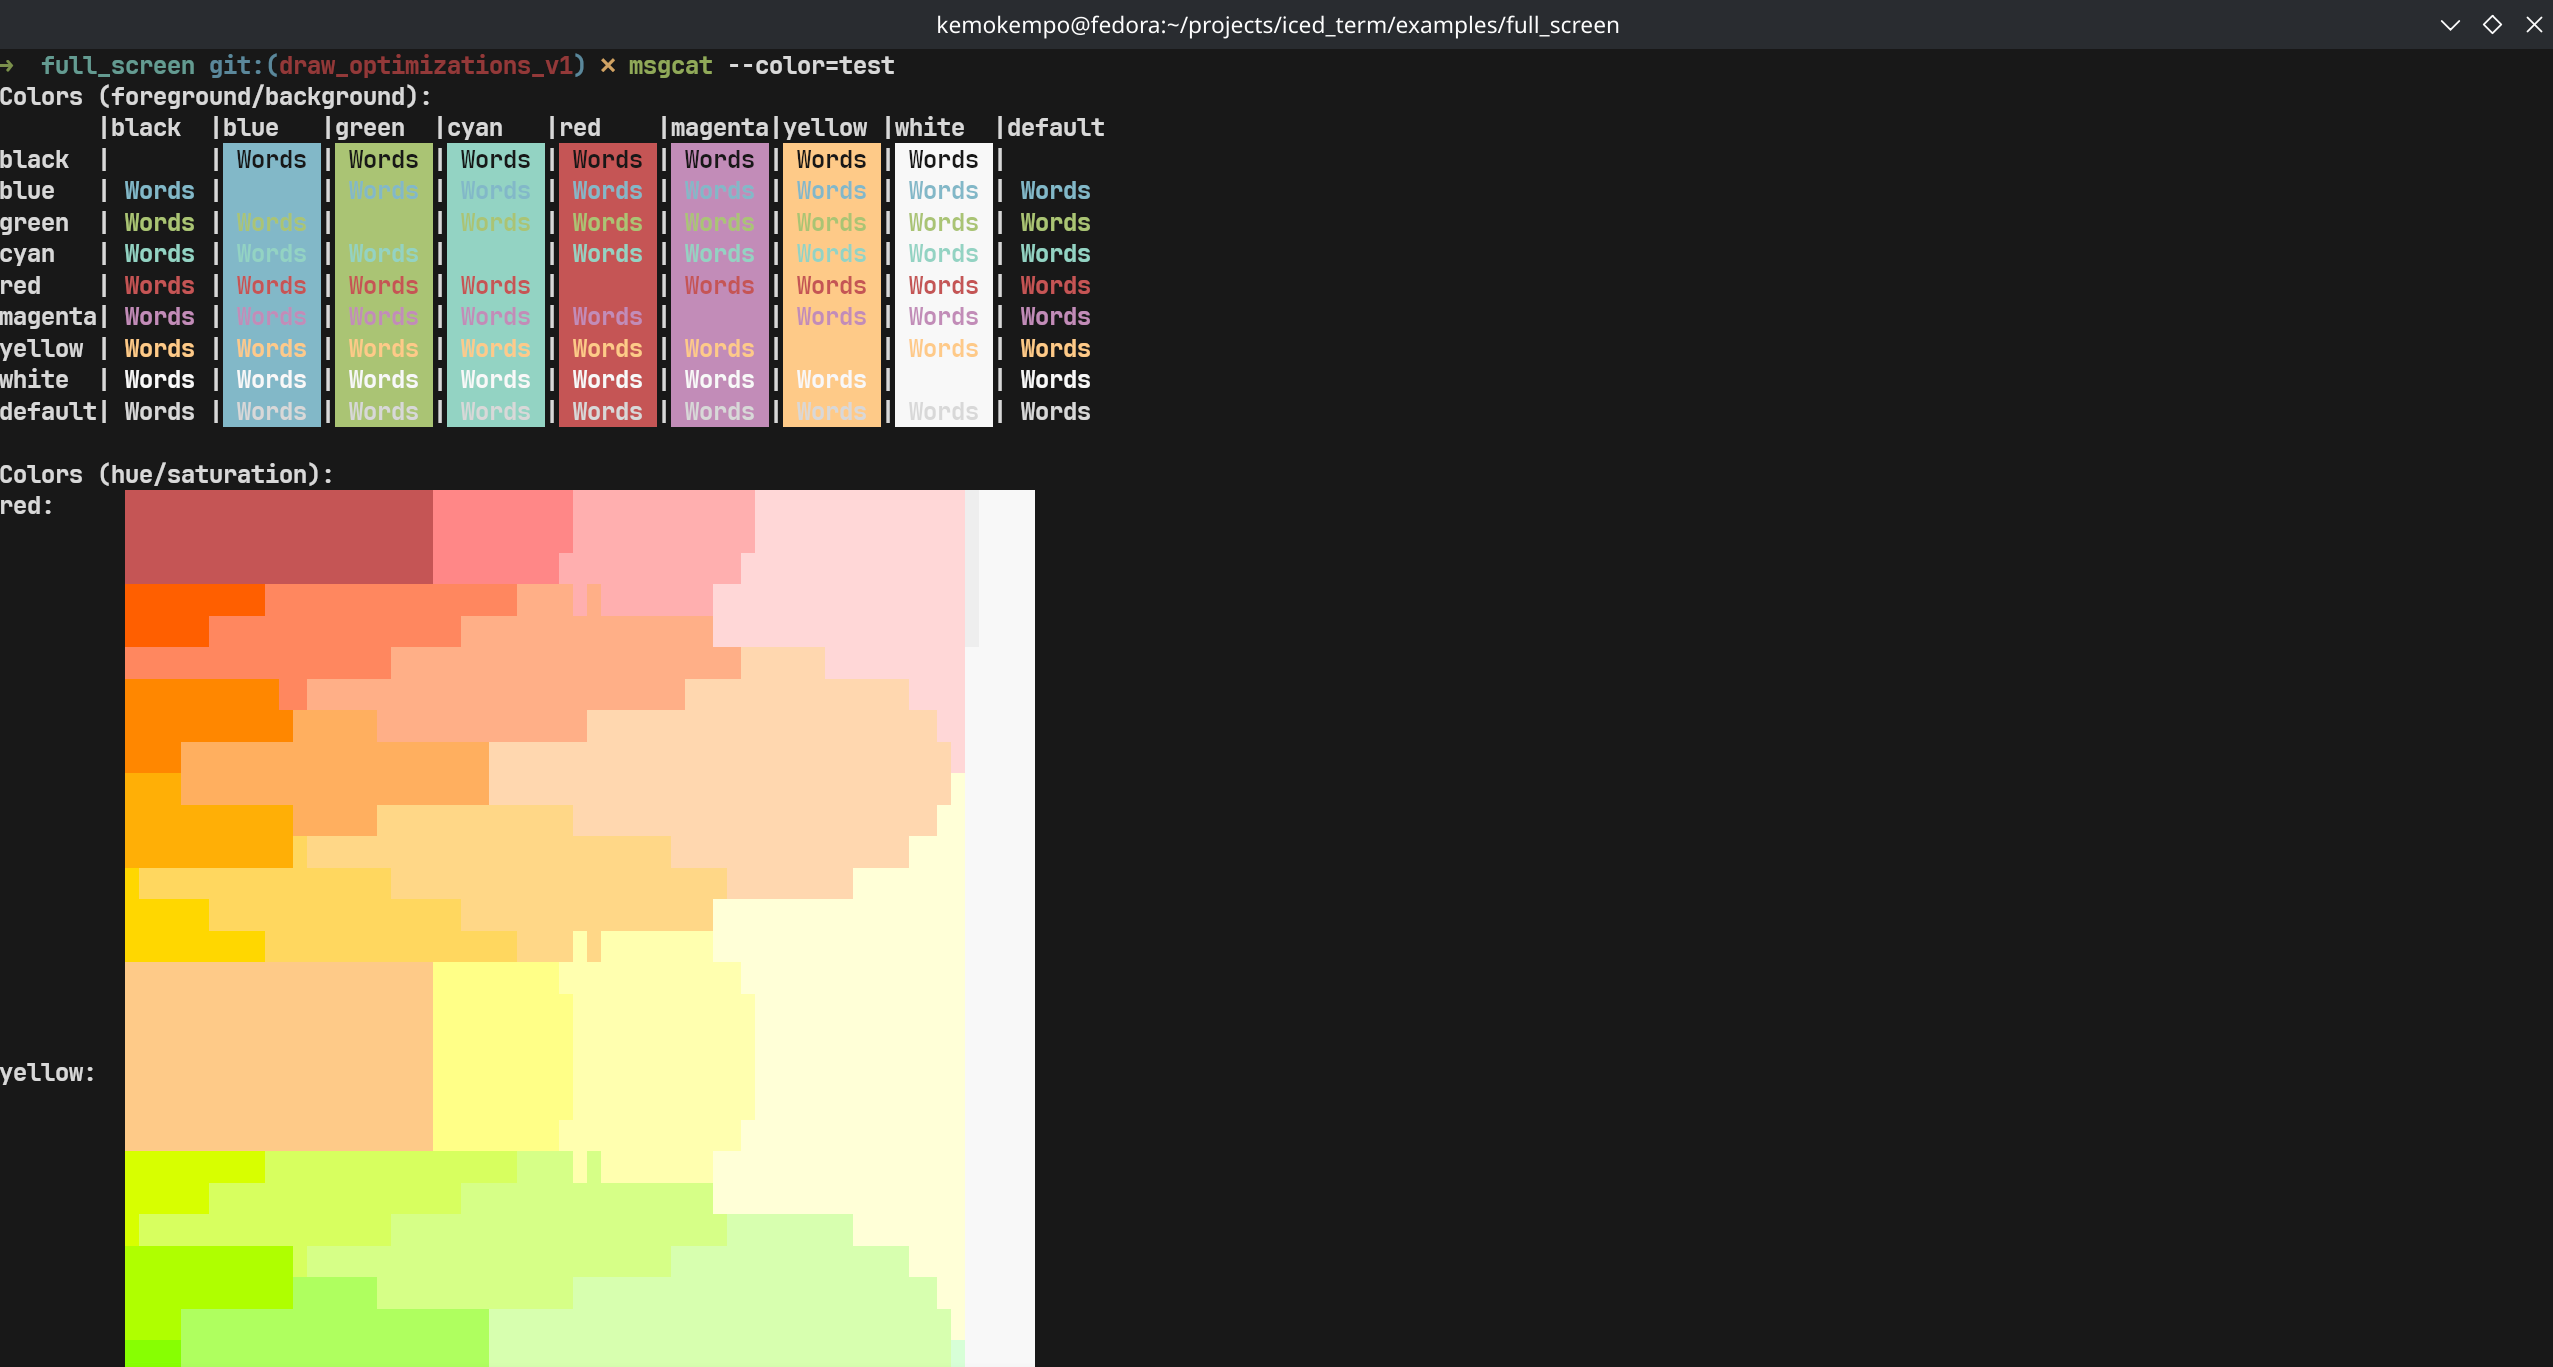 kemokempo@fedora:~/projects/iced_term/examples/full_screen
→ full_screen git:(draw_optimizations_v1) × msgcat --color=test
Colors (foreground/background):
       |black  |blue   |green  |cyan   |red    |magenta|yellow |white  |default
black  |       | Words | Words | Words | Words | Words | Words | Words |
blue   | Words |       | Words | Words | Words | Words | Words | Words | Words
green  | Words | Words |       | Words | Words | Words | Words | Words | Words
cyan   | Words | Words | Words |       | Words | Words | Words | Words | Words
red    | Words | Words | Words | Words |       | Words | Words | Words | Words
magenta| Words | Words | Words | Words | Words |       | Words | Words | Words
yellow | Words | Words | Words | Words | Words | Words |       | Words | Words
white  | Words | Words | Words | Words | Words | Words | Words |       | Words
default| Words | Words | Words | Words | Words | Words | Words | Words | Words
Colors (hue/saturation):
red:
yellow: